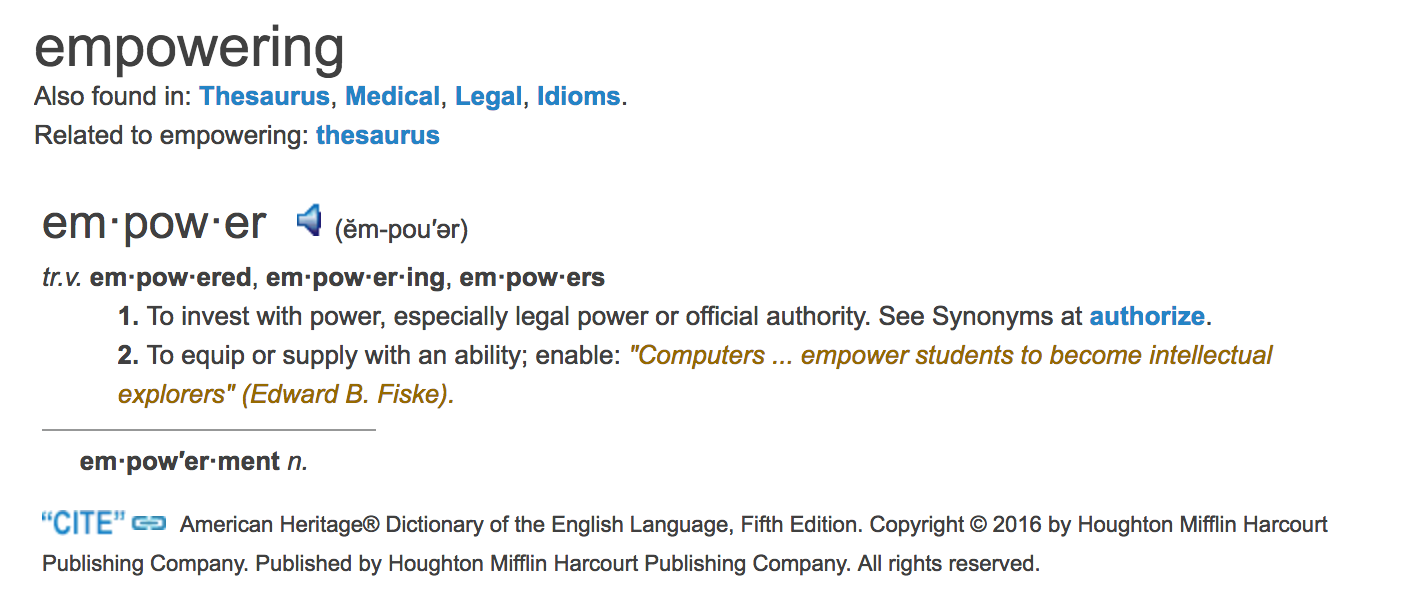 empowering
Also found in: Thesaurus, Medical, Legal, Idioms.
Related to empowering: thesaurus
em·pow·er (ĕm-pou′ər)
tr.v. em·pow·ered, em·pow·er·ing, em·pow·ers
1. To invest with power, especially legal power or official authority. See Synonyms at authorize.
2. To equip or supply with an ability; enable: "Computers ... empower students to become intellectual
explorers" (Edward B. Fiske).
em·pow′er·ment n.
“CITE” American Heritage® Dictionary of the English Language, Fifth Edition. Copyright © 2016 by Houghton Mifflin Harcourt
Publishing Company. Published by Houghton Mifflin Harcourt Publishing Company. All rights reserved.